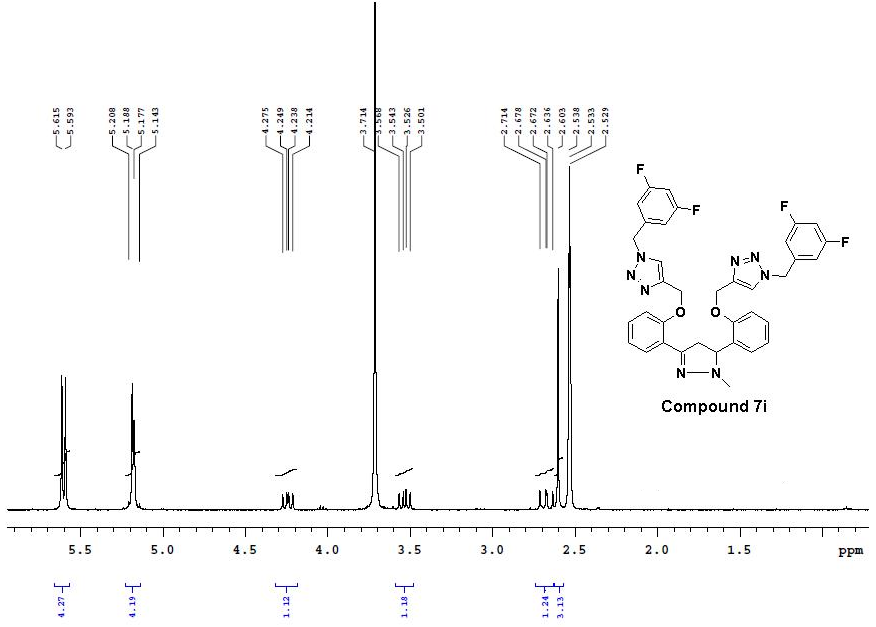 5.615
5.593
5.208
5.188
5.177
5.143
4.275
4.249
4.238
4.214
3.714
3.568
3.543
3.526
3.501
2.714
2.678
2.672
2.636
2.603
2.538
2.533
2.529
F
F
N
N
N
O
F
F
N
N
N
O
N
N
Compound 7i
5.5 5.0 4.5 4.0 3.5 3.0 2.5 2.0 1.5 ppm
4.27
4.19
1.12
1.18
1.24
3.13